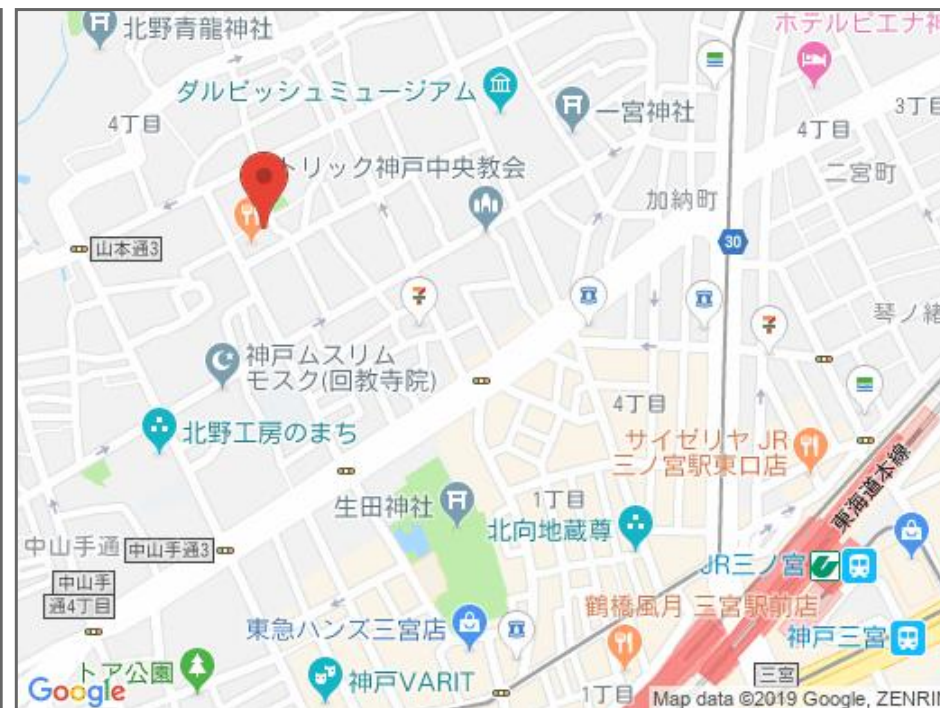 北野青龍神社
ホテルピエナ神
ダルビッシュミュージアム
一宮神社
3丁目
4丁目
4丁目
トリック神戸中央教会
二宮町
加納町
山本通3
30
琴ノ緒
神戸ムスリム
モスク(回教寺院)
4丁目
北野工房のまち
サイゼリヤ JR
三ノ宮駅東口店
東海道本線
生田神社
1丁目
北向地蔵尊
中山手通
中山手通3
JR三ノ宮
中山手
通4丁目
鶴橋風月 三宮駅前店
東急ハンズ三宮店
神戸三宮
トア公園
神戸VARIT
三宮
1丁目
Google
Map data ©2019 Google, ZENRIN